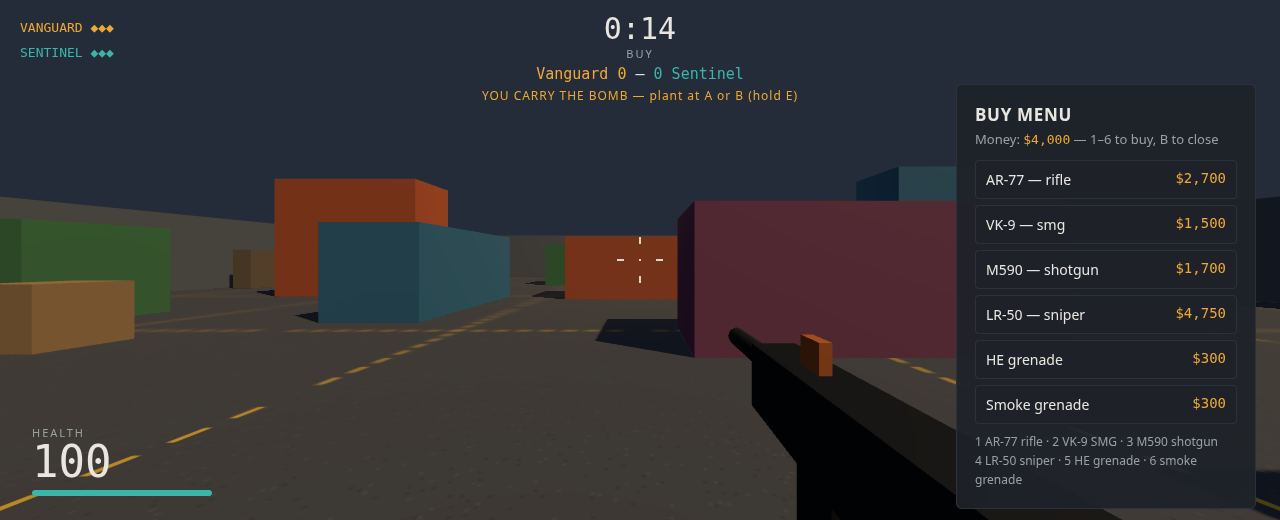 VANGUARD ◆◆◆
SENTINEL ◆◆◆
0:14
BUY
Vanguard 0 — 0 Sentinel
YOU CARRY THE BOMB — plant at A or B (hold E)
BUY MENU
Money: $4,000 — 1–6 to buy, B to close
AR-77 — rifle $2,700
VK-9 — smg $1,500
M590 — shotgun $1,700
LR-50 — sniper $4,750
HE grenade $300
Smoke grenade $300
1 AR-77 rifle · 2 VK-9 SMG · 3 M590 shotgun
4 LR-50 sniper · 5 HE grenade · 6 smoke
grenade
HEALTH
100